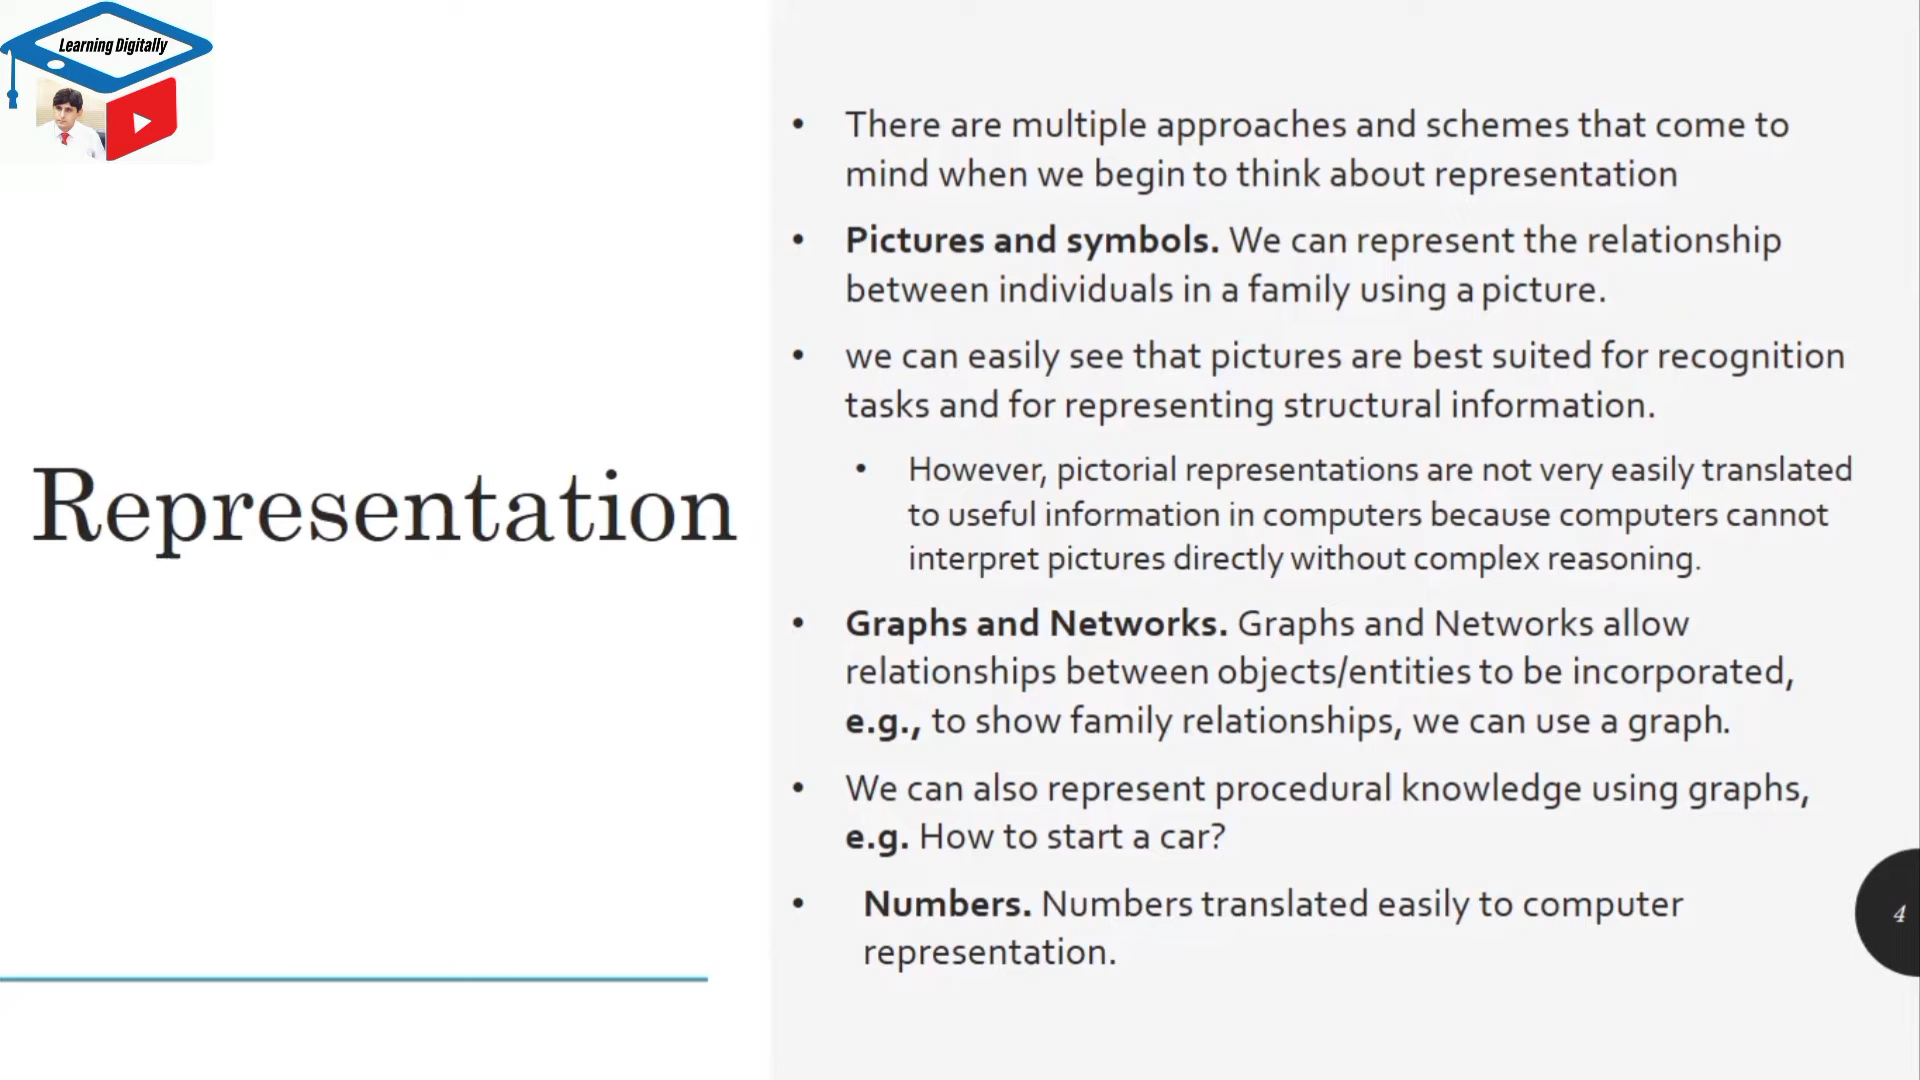 Learning Digitally
Representation
• There are multiple approaches and schemes that come to
mind when we begin to think about representation
• Pictures and symbols. We can represent the relationship
between individuals in a family using a picture.
• we can easily see that pictures are best suited for recognition
tasks and for representing structural information.
• However, pictorial representations are not very easily translated
to useful information in computers because computers cannot
interpret pictures directly without complex reasoning.
• Graphs and Networks. Graphs and Networks allow
relationships between objects/entities to be incorporated,
e.g., to show family relationships, we can use a graph.
• We can also represent procedural knowledge using graphs,
e.g. How to start a car?
• Numbers. Numbers translated easily to computer
representation.
4